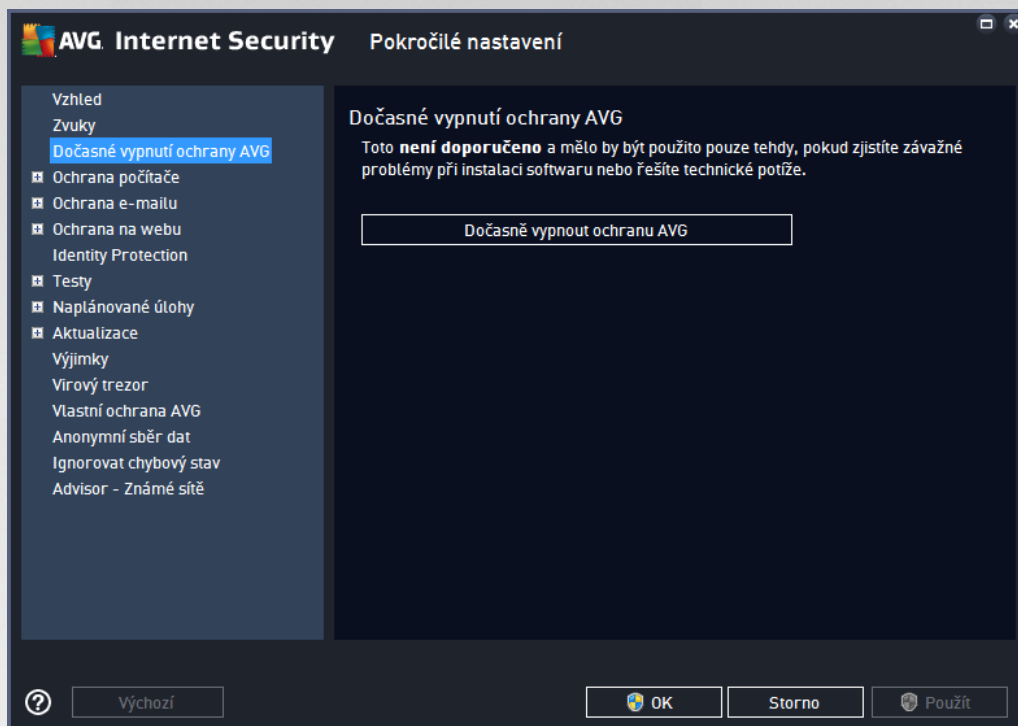 AVG. Internet Security
Pokročilé nastavení
Vzhled
Zvuky
Dočasné vypnutí ochrany AVG
Ochrana počítače
Ochrana e-mailu
Ochrana na webu
Identity Protection
Testy
Naplánované úlohy
Aktualizace
Výjimky
Virový trezor
Vlastní ochrana AVG
Anonymní sběr dat
Ignorovat chybový stav
Advisor - Známé sítě
Dočasné vypnutí ochrany AVG
Toto není doporučeno a mělo by být použito pouze tehdy, pokud zjistíte závažné
problémy při instalaci softwaru nebo řešíte technické potíže.
Dočasně vypnout ochranu AVG
Výchozí
OK
Storno
Použít